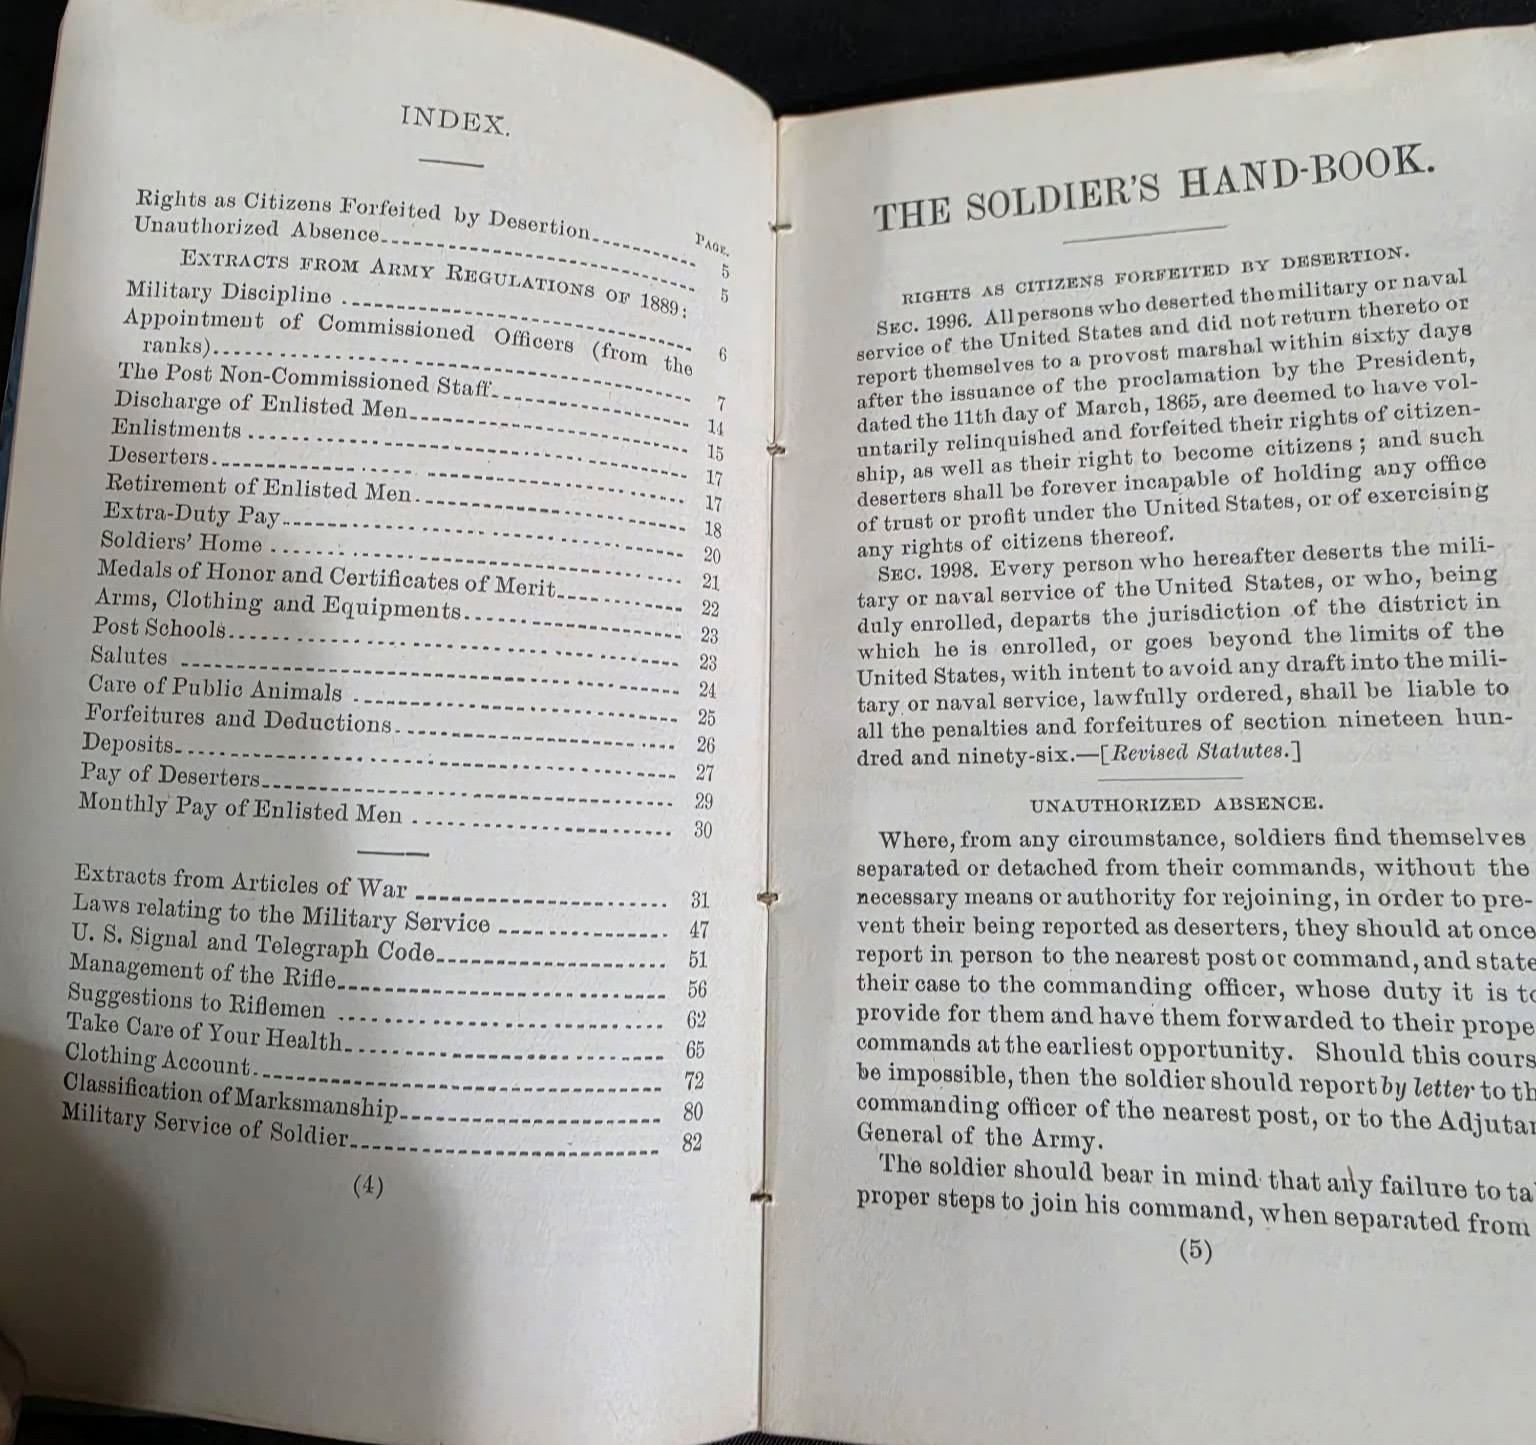 INDEX.
PAGE.
Rights as Citizens Forfeited by Desertion 5
Unauthorized Absence 5
EXTRACTS FROM ARMY REGULATIONS OF 1889:
Military Discipline 6
Appointment of Commissioned Officers (from the
ranks) 7
The Post Non-Commissioned Staff 14
Discharge of Enlisted Men 15
Enlistments 17
Deserters 17
Retirement of Enlisted Men 18
Extra-Duty Pay 20
Soldiers' Home 21
Medals of Honor and Certificates of Merit 22
Arms, Clothing and Equipments 23
Post Schools 23
Salutes 24
Care of Public Animals 25
Forfeitures and Deductions 26
Deposits 27
Pay of Deserters 29
Monthly Pay of Enlisted Men 30
Extracts from Articles of War 31
Laws relating to the Military Service 47
U. S. Signal and Telegraph Code 51
Management of the Rifle 56
Suggestions to Riflemen 62
Take Care of Your Health 65
Clothing Account 72
Classification of Marksmanship 80
Military Service of Soldier 82
(4)
THE SOLDIER'S HAND-BOOK.
RIGHTS AS CITIZENS FORFEITED BY DESERTION.
SEC. 1996. All persons who deserted the military or naval
service of the United States and did not return thereto or
report themselves to a provost marshal within sixty days
after the issuance of the proclamation by the President,
dated the 11th day of March, 1865, are deemed to have vol-
untarily relinquished and forfeited their rights of citizen-
ship, as well as their right to become citizens; and such
deserters shall be forever incapable of holding any office
of trust or profit under the United States, or of exercising
any rights of citizens thereof.
SEC. 1998. Every person who hereafter deserts the mili-
tary or naval service of the United States, or who, being
duly enrolled, departs the jurisdiction of the district in
which he is enrolled, or goes beyond the limits of the
United States, with intent to avoid any draft into the mili-
tary or naval service, lawfully ordered, shall be liable to
all the penalties and forfeitures of section nineteen hun-
dred and ninety-six.—[Revised Statutes.]
UNAUTHORIZED ABSENCE.
Where, from any circumstance, soldiers find themselves
separated or detached from their commands, without the
necessary means or authority for rejoining, in order to pre-
vent their being reported as deserters, they should at once
report in person to the nearest post or command, and state
their case to the commanding officer, whose duty it is to
provide for them and have them forwarded to their prope
commands at the earliest opportunity. Should this cours
be impossible, then the soldier should report by letter to th
commanding officer of the nearest post, or to the Adjutan
General of the Army.
The soldier should bear in mind that any failure to ta
proper steps to join his command, when separated from
(5)